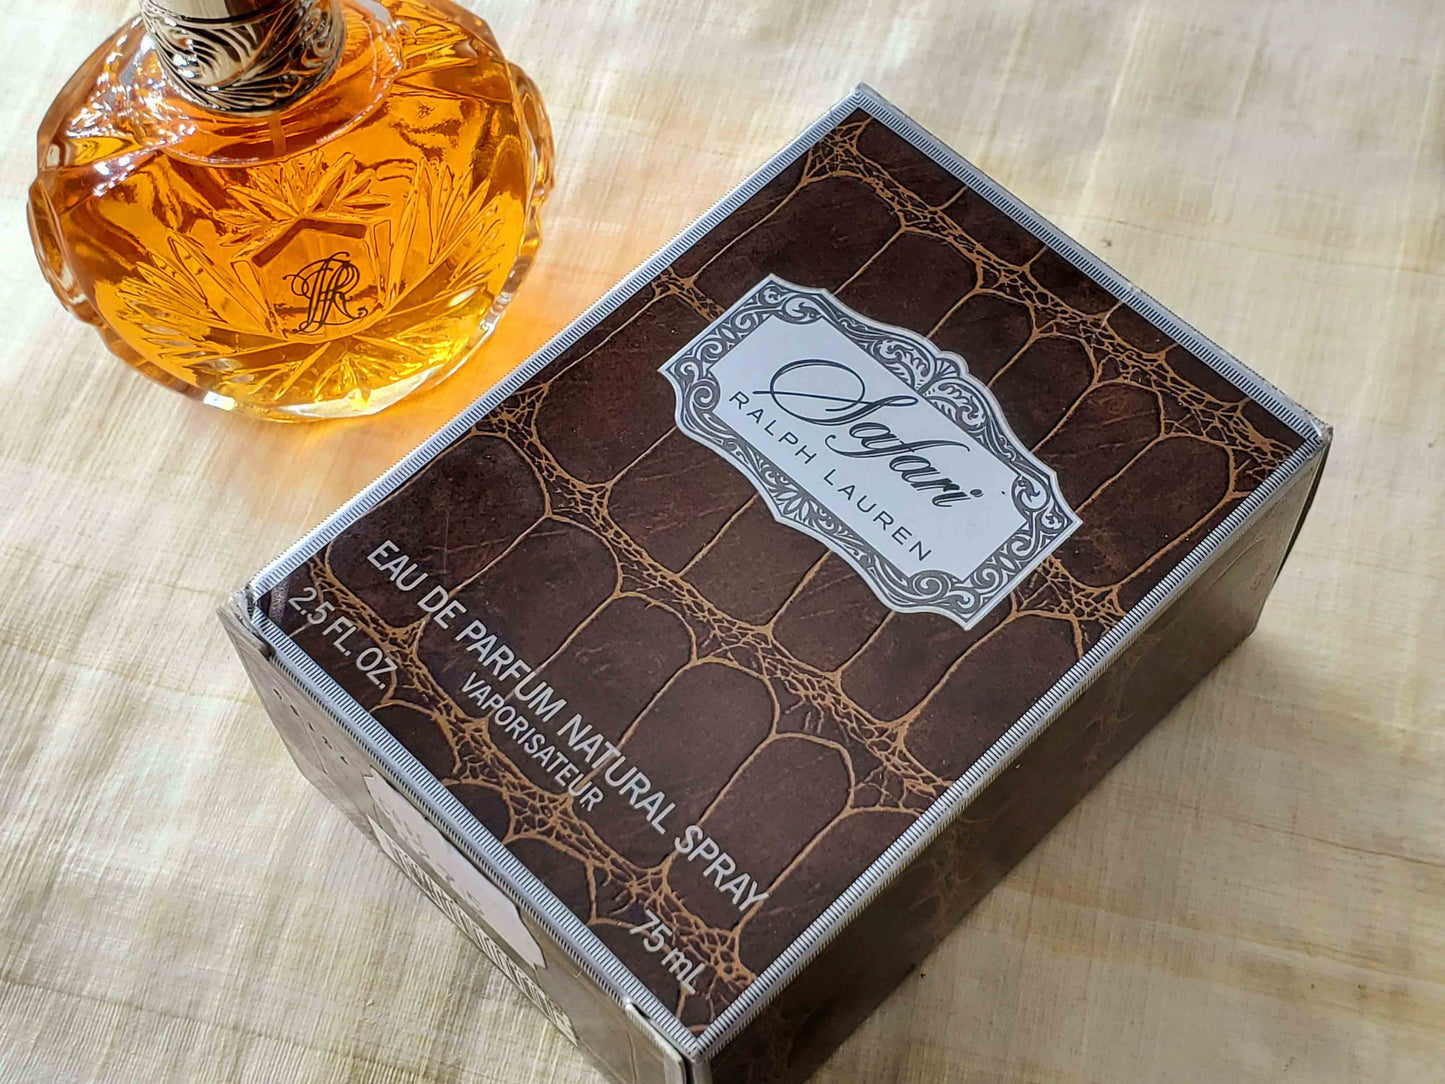 Safari
RALPH LAUREN
EAU DE PARFUM NATURAL SPRAY
VAPORISATEUR
2.5 FL. OZ.
75 mL